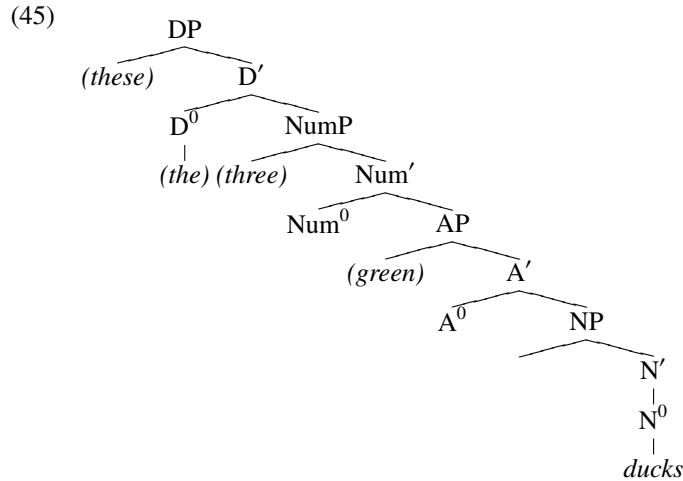 (45)
DP
(these) D′
D⁰ NumP
(the) (three) Num′
Num⁰ AP
(green) A′
A⁰ NP
N′
N⁰
ducks